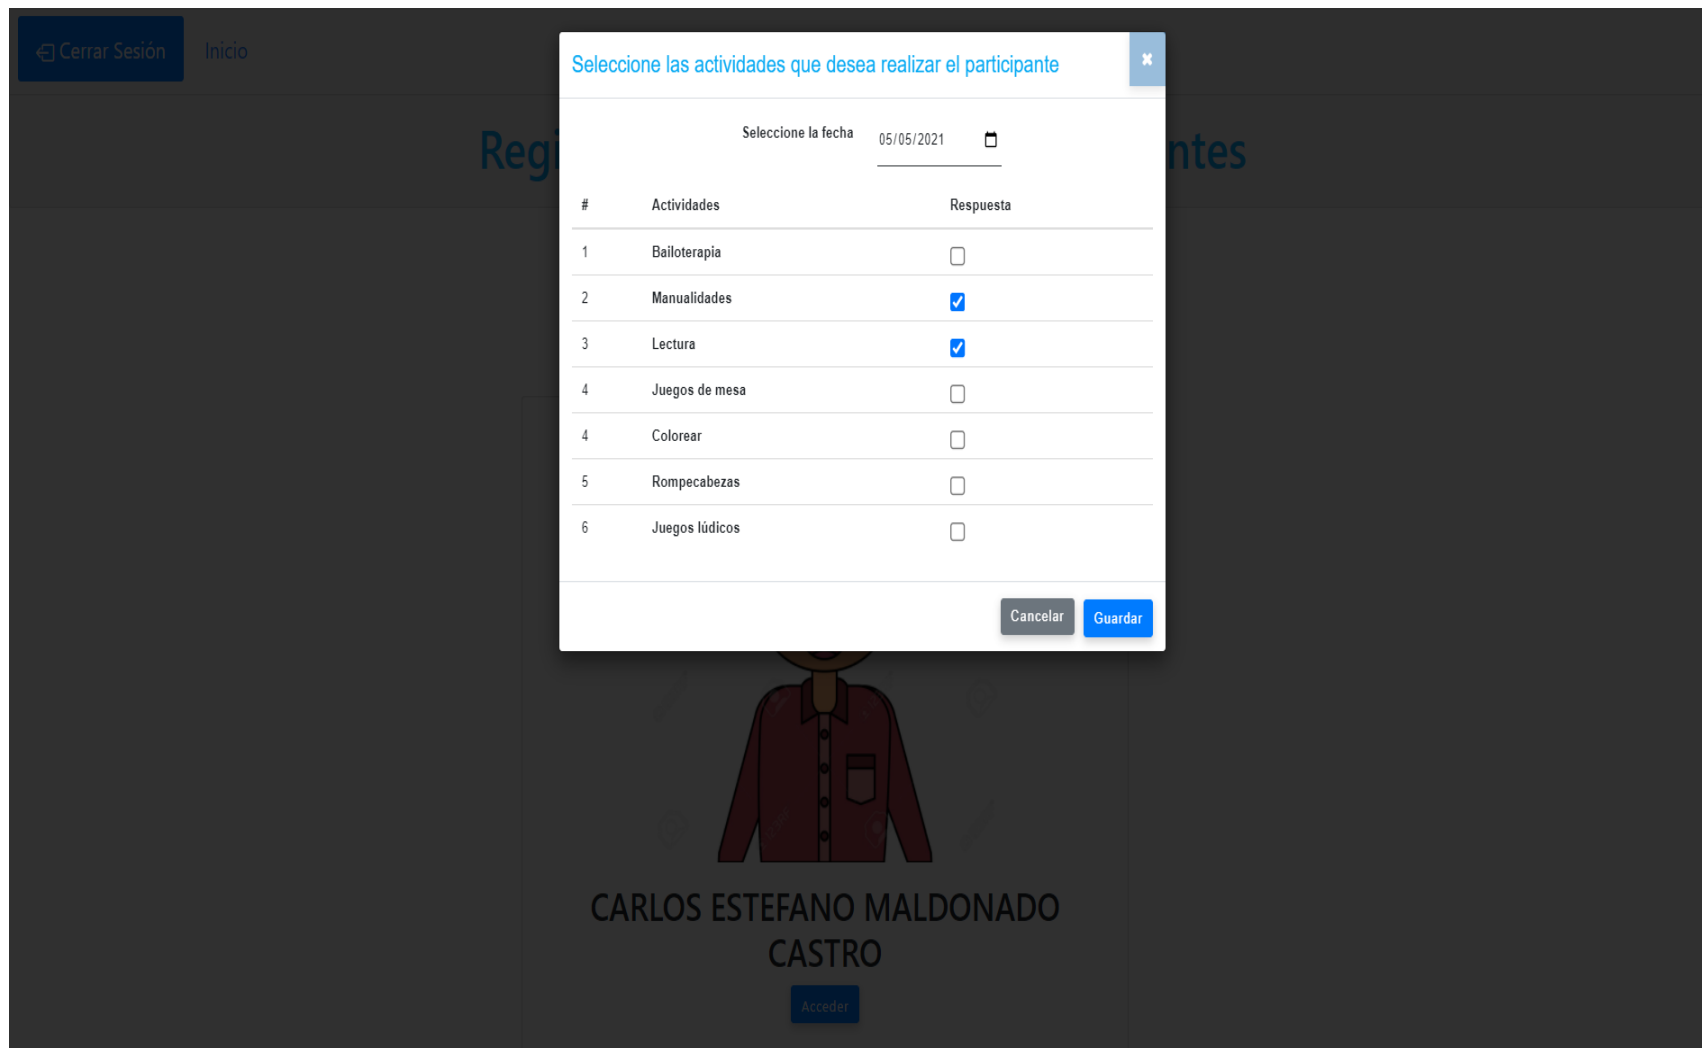 Cerrar Sesión Inicio
Seleccione las actividades que desea realizar el participante
Seleccione la fecha 05/05/2021
# Actividades Respuesta
1 Bailoterapia
2 Manualidades
3 Lectura
4 Juegos de mesa
4 Colorear
5 Rompecabezas
6 Juegos lúdicos
Cancelar Guardar
CARLOS ESTEFANO MALDONADO
CASTRO
Acceder